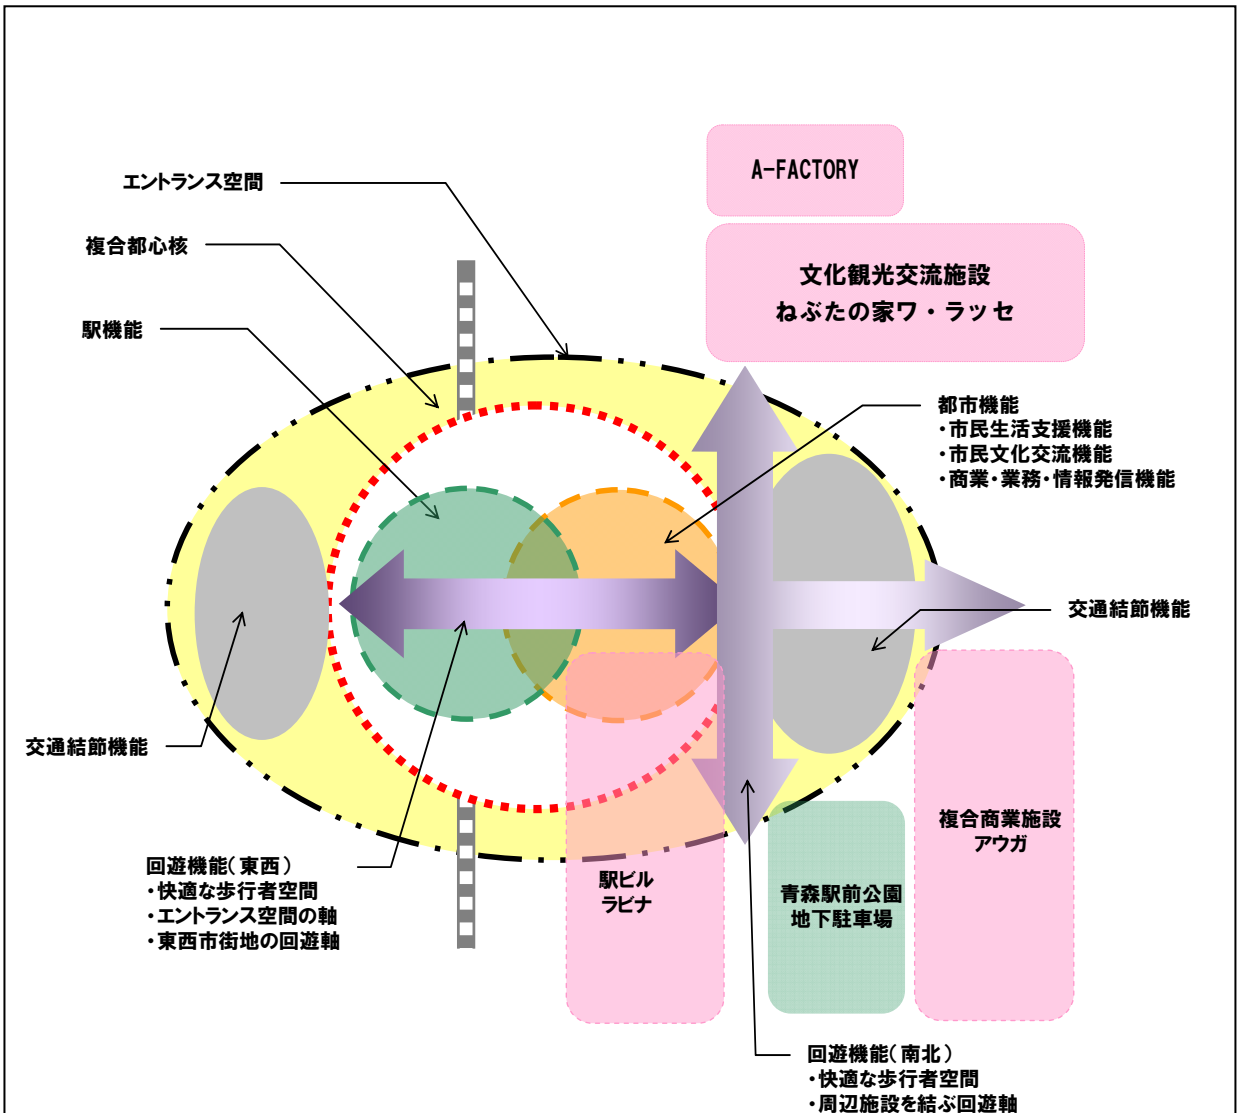 A-FACTORY
エントランス空間
複合都心核
文化観光交流施設
ねぶたの家ワ・ラッセ
駅機能
都市機能
・市民生活支援機能
・市民文化交流機能
・商業・業務・情報発信機能
交通結節機能
交通結節機能
複合商業施設
アウガ
回遊機能(東西)
・快適な歩行者空間
・エントランス空間の軸
・東西市街地の回遊軸
駅ビル
ラビナ
青森駅前公園
地下駐車場
回遊機能(南北)
・快適な歩行者空間
・周辺施設を結ぶ回遊軸